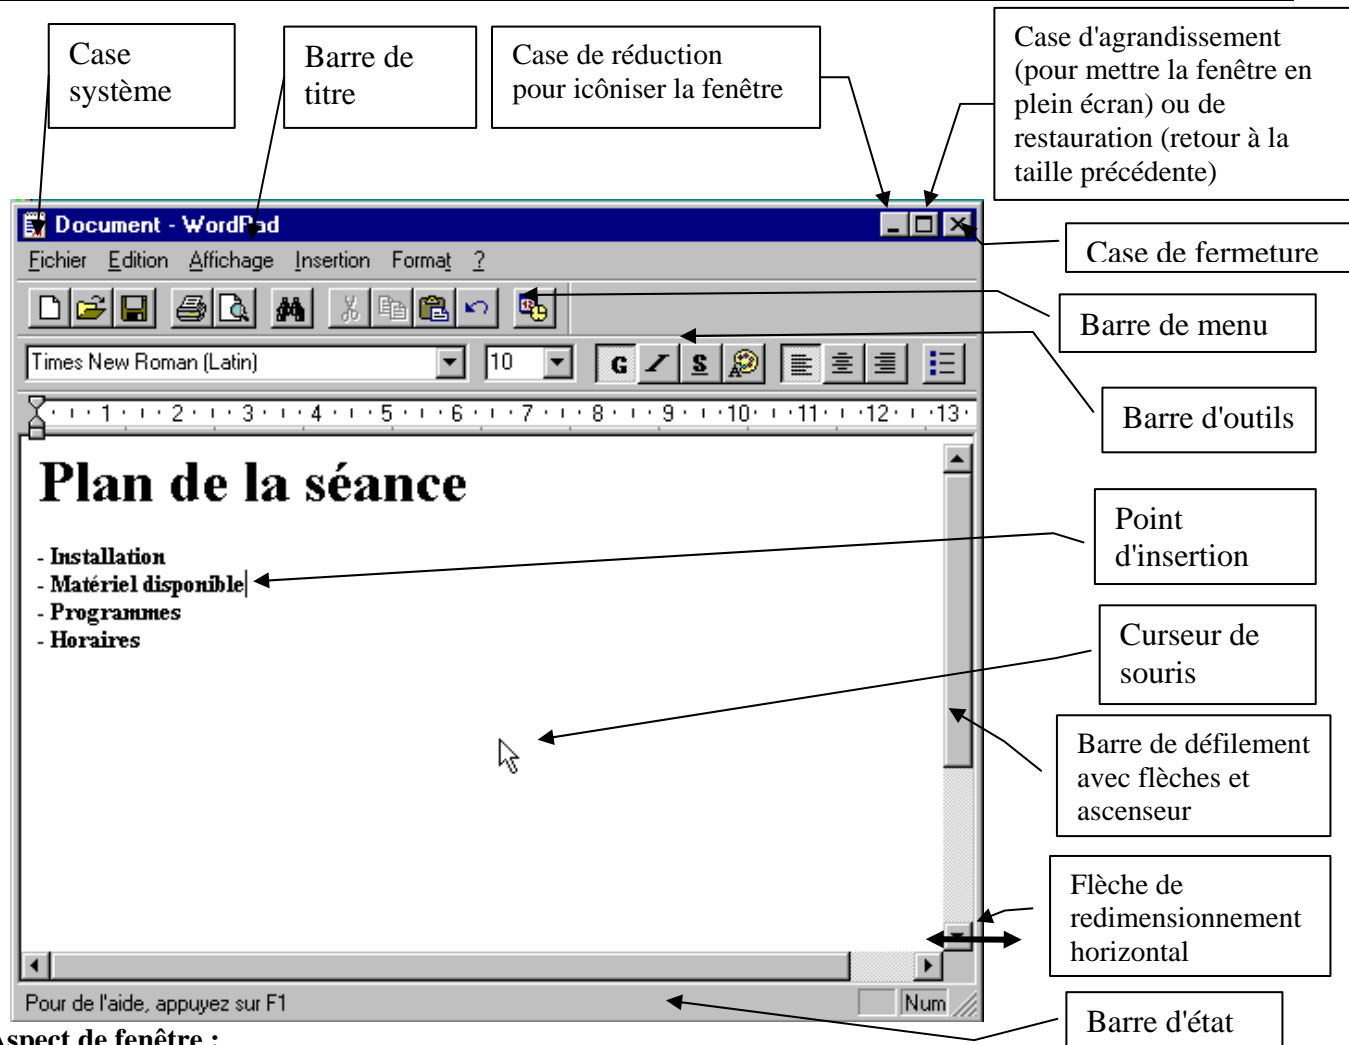 Case
système
Barre de
titre
Case de réduction
pour icôniser la fenêtre
Case d'agrandissement
(pour mettre la fenêtre en
plein écran) ou de
restauration (retour à la
taille précédente)
Document - WordPad
Case de fermeture
Fichier Edition Affichage Insertion Format ?
Barre de menu
Times New Roman (Latin) 10 G I S
Barre d'outils
1 2 3 4 5 6 7 8 9 10 11 12 13
Plan de la séance
- Installation
- Matériel disponible
- Programmes
- Horaires
Point
d'insertion
Curseur de
souris
Barre de défilement
avec flèches et
ascenseur
Flèche de
redimensionnement
horizontal
Pour de l'aide, appuyez sur F1 Num
Barre d'état
Aspect de fenêtre :